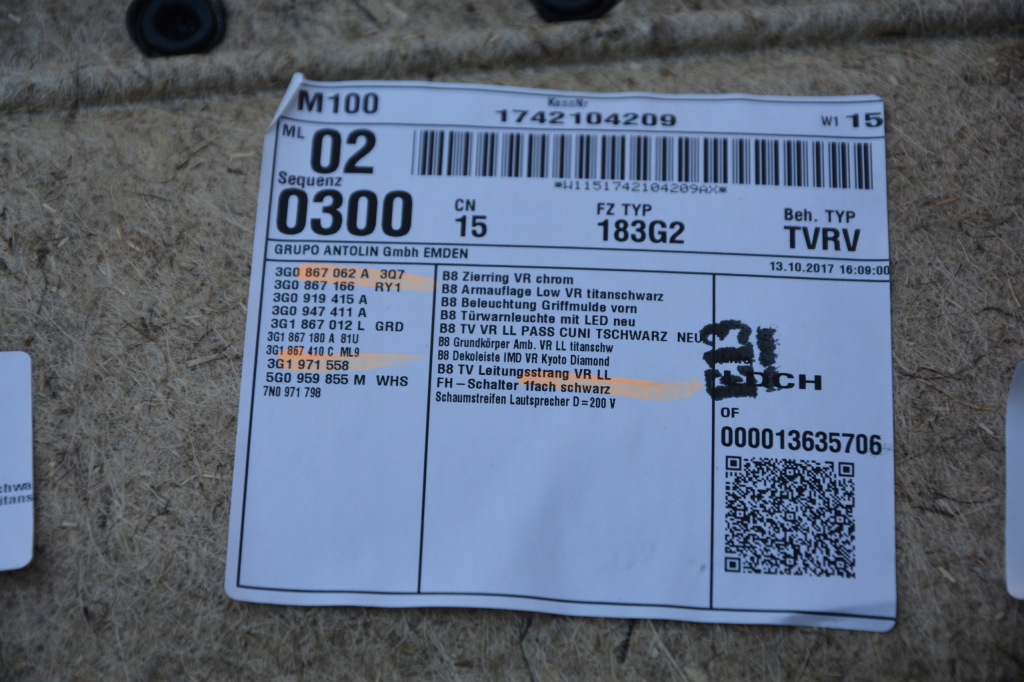 M100
KennNr
1742104209
W1 15
ML
02
*W1151742104209AX*
Sequenz
0300
CN
15
FZ TYP
183G2
Beh. TYP
TVRV
GRUPO ANTOLIN Gmbh EMDEN
13.10.2017 16:09:00
3G0 867 062 A 3Q7 B8 Zierring VR chrom
3G0 867 166 RY1 B8 Armauflage Low VR titanschwarz
3G0 919 415 A B8 Beleuchtung Griffmulde vorn
3G0 947 411 A B8 Türwarnleuchte mit LED neu
3G1 867 012 L GRD B8 TV VR LL PASS CUNI TSCHWARZ NEU
3G1 867 180 A 81U B8 Grundkörper Amb. VR LL titanschw
3G1 867 410 C ML9 B8 Dekoleiste IMD VR Kyoto Diamond
3G1 971 558 B8 TV Leitungsstrang VR LL
5G0 959 855 M WHS FH-Schalter 1fach schwarz
7N0 971 798 Schaumstreifen Lautsprecher D=200 V
OF
000013635706
chwa
titans